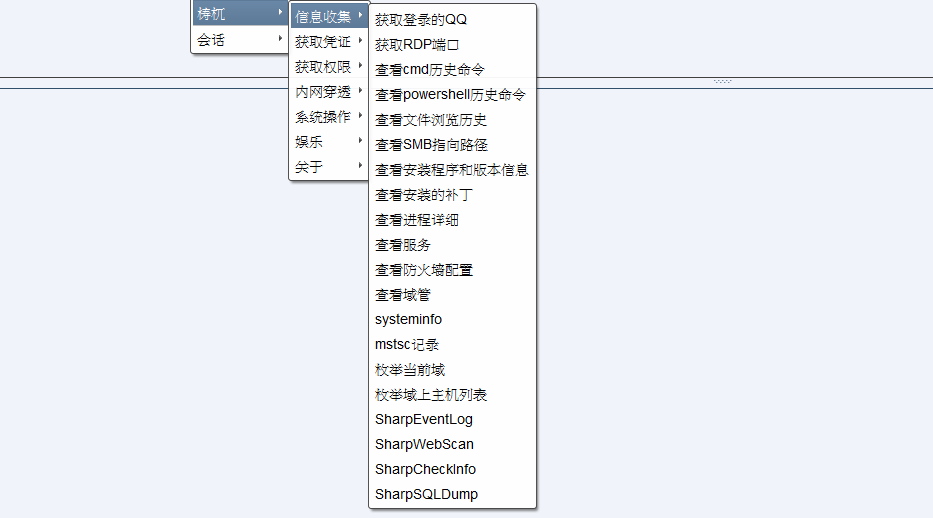 梼杌
会话
信息收集
获取凭证
获取权限
内网穿透
系统操作
娱乐
关于
获取登录的QQ
获取RDP端口
查看cmd历史命令
查看powershell历史命令
查看文件浏览历史
查看SMB指向路径
查看安装程序和版本信息
查看安装的补丁
查看进程详细
查看服务
查看防火墙配置
查看域管
systeminfo
mstsc记录
枚举当前域
枚举域上主机列表
SharpEventLog
SharpWebScan
SharpCheckInfo
SharpSQLDump